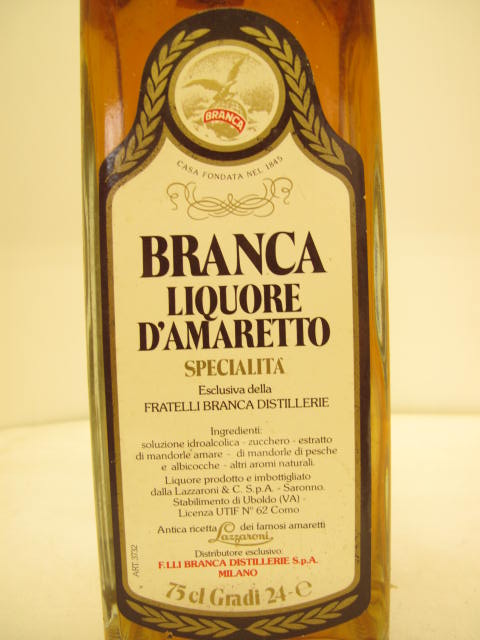 BRANCA
CASA FONDATA NEL 1845
BRANCA
LIQUORE
D'AMARETTO
SPECIALITÀ
Esclusiva della
FRATELLI BRANCA DISTILLERIE
Ingredienti:
soluzione idroalcolica - zucchero - estratto
di mandorle amare - di mandorle di pesche
e albicocche - altri aromi naturali.
Liquore prodotto e imbottigliato
dalla Lazzaroni & C. S.p.A. - Saronno.
Stabilimento di Uboldo (VA) -
Licenza UTIF N° 62 Como
Antica ricetta dei famosi amaretti
Lazzaroni
Distributore esclusivo:
F.LLI BRANCA DISTILLERIE S.p.A.
MILANO
75 cl Gradi 24 - e
ART. 3732